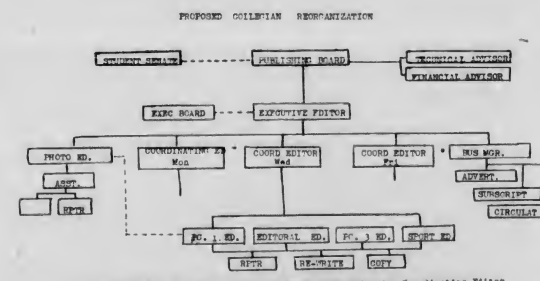 PROPOSED COLLEGIAN REORGANIZATION
STUDENT SENATE
PUBLISHING BOARD
TECHNICAL ADVISOR
FINANCIAL ADVISOR
EXEC BOARD
EXECUTIVE EDITOR
PHOTO ED.
COORDINATING ED
Mon
COORD EDITOR
Wed
COORD EDITOR
Fri
BUS MGR.
ASST.
RPTR
ADVERT.
SUBSCRIPT
CIRCULAT
PG. 1. ED.
EDITORAL ED.
PG. 3 ED.
SPORT ED.
RPTR
RE-WRITE
COPY